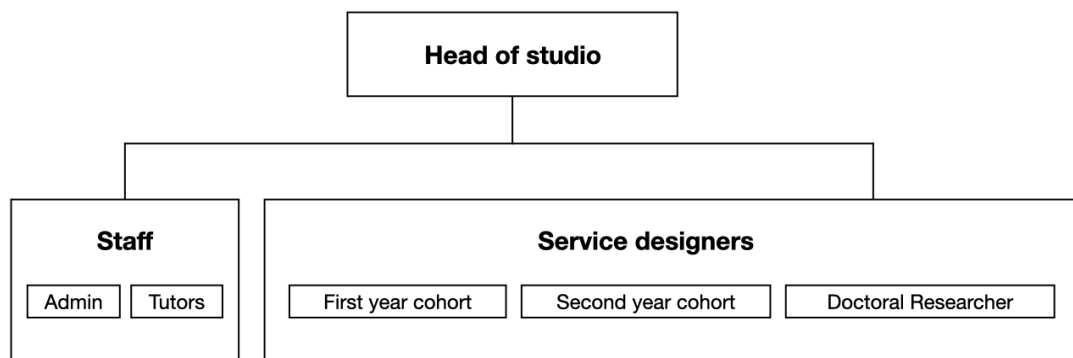 Head of studio
Staff
Service designers
Admin
Tutors
First year cohort
Second year cohort
Doctoral Researcher